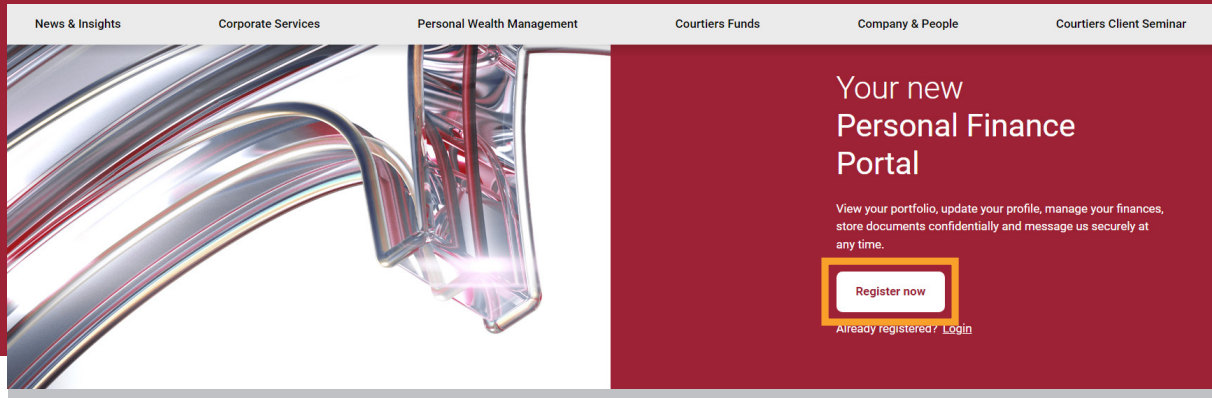 News & Insights
Corporate Services
Personal Wealth Management
Courtiers Funds
Company & People
Courtiers Client Seminar
Your new
Personal Finance
Portal
View your portfolio, update your profile, manage your finances,
store documents confidentially and message us securely at
any time.
Register now
Already registered? Login